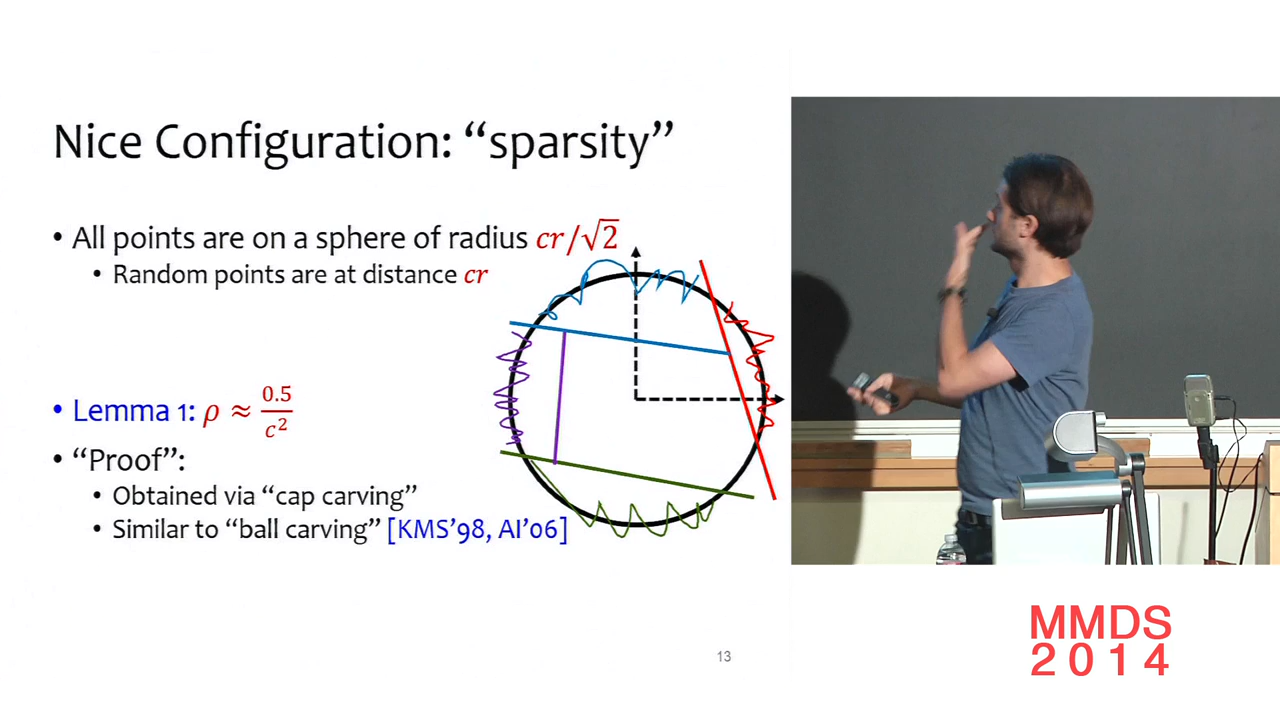 Nice Configuration: “sparsity”
• All points are on a sphere of radius cr/√2
• Random points are at distance cr
• Lemma 1: ρ ≈ 0.5/c²
• “Proof”:
• Obtained via “cap carving”
• Similar to “ball carving” [KMS’98, AI’06]
13
MMDS
2014